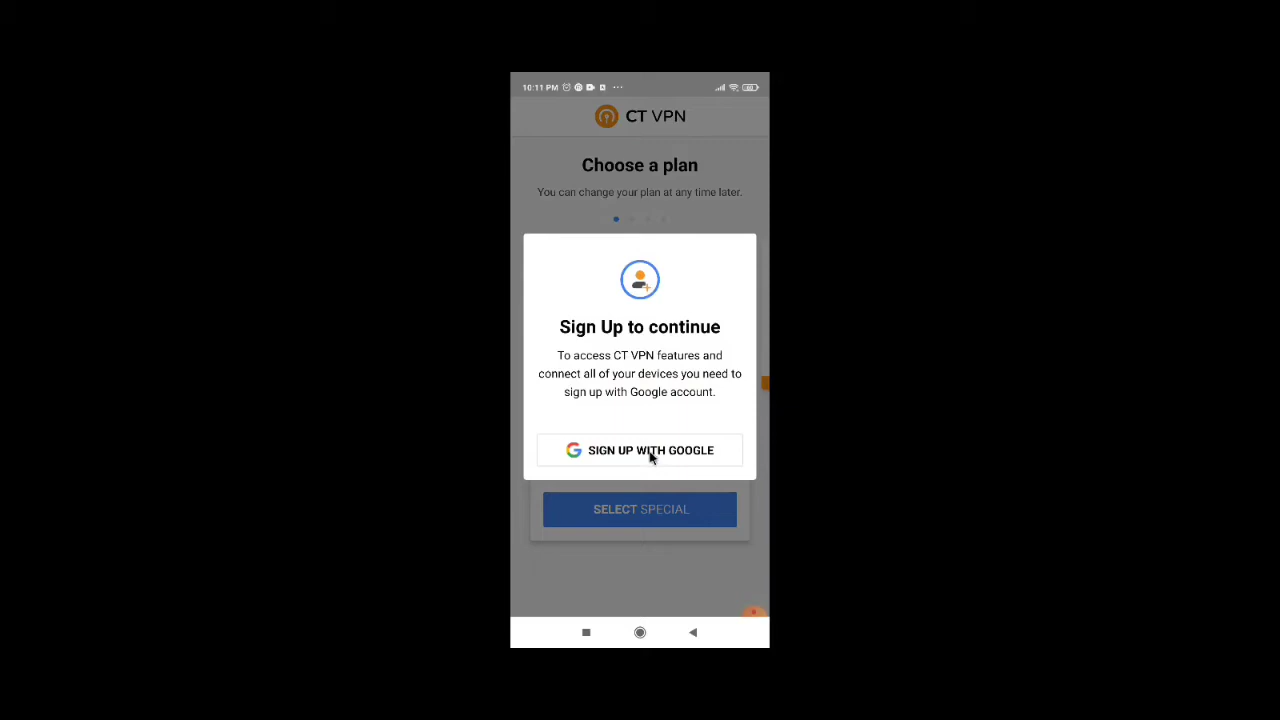 10:11 PM
CT VPN
Choose a plan
You can change your plan at any time later.
Sign Up to continue
To access CT VPN features and
connect all of your devices you need to
sign up with Google account.
SIGN UP WITH GOOGLE
SELECT SPECIAL